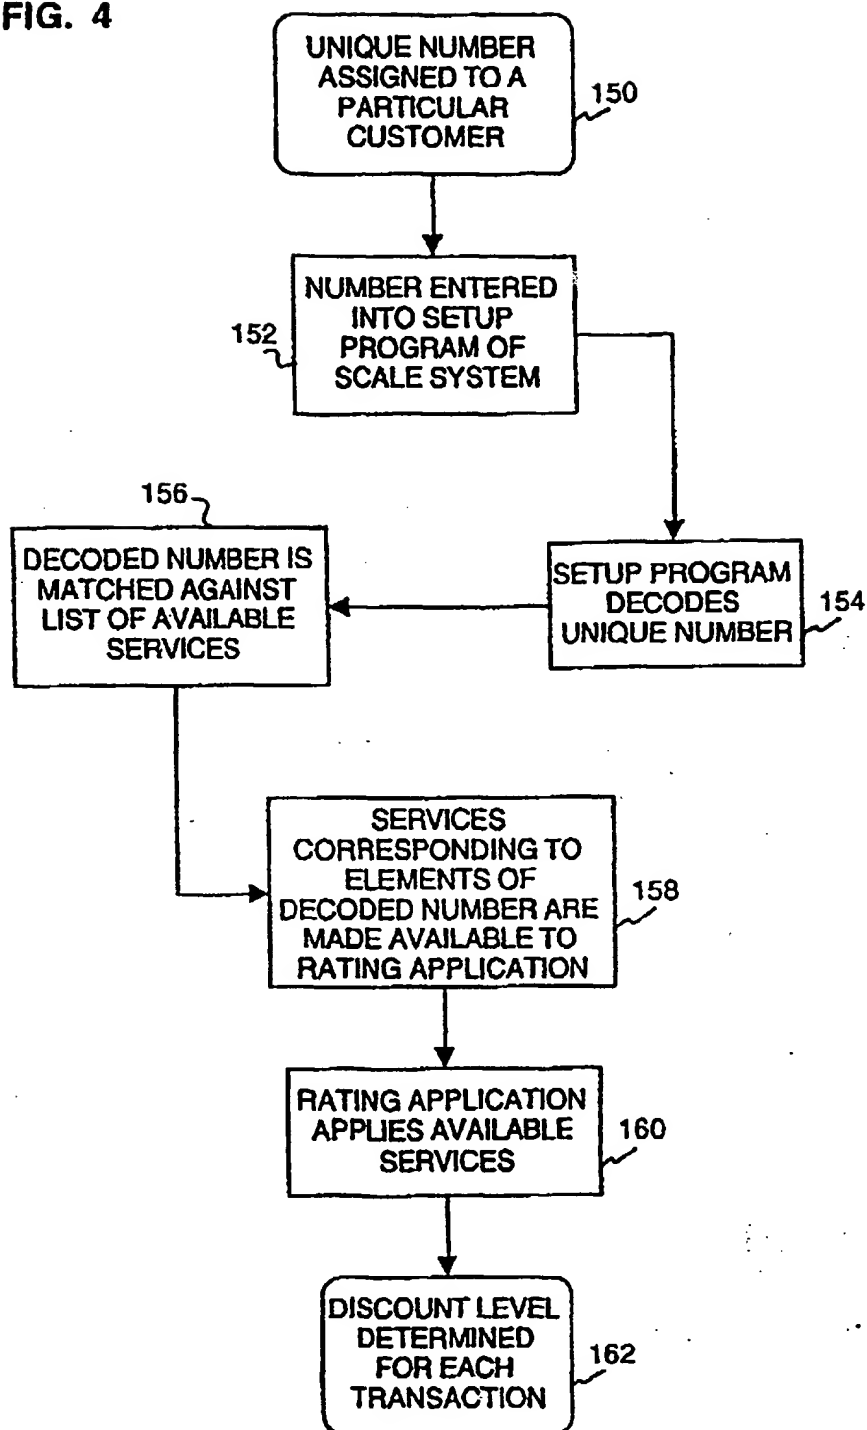 FIG. 4
UNIQUE NUMBER
ASSIGNED TO A
PARTICULAR
CUSTOMER
150
NUMBER ENTERED
INTO SETUP
PROGRAM OF
SCALE SYSTEM
152
SETUP PROGRAM
DECODES
UNIQUE NUMBER
154
156
DECODED NUMBER IS
MATCHED AGAINST
LIST OF AVAILABLE
SERVICES
SERVICES
CORRESPONDING TO
ELEMENTS OF
DECODED NUMBER ARE
MADE AVAILABLE TO
RATING APPLICATION
158
RATING APPLICATION
APPLIES AVAILABLE
SERVICES
160
DISCOUNT LEVEL
DETERMINED
FOR EACH
TRANSACTION
162